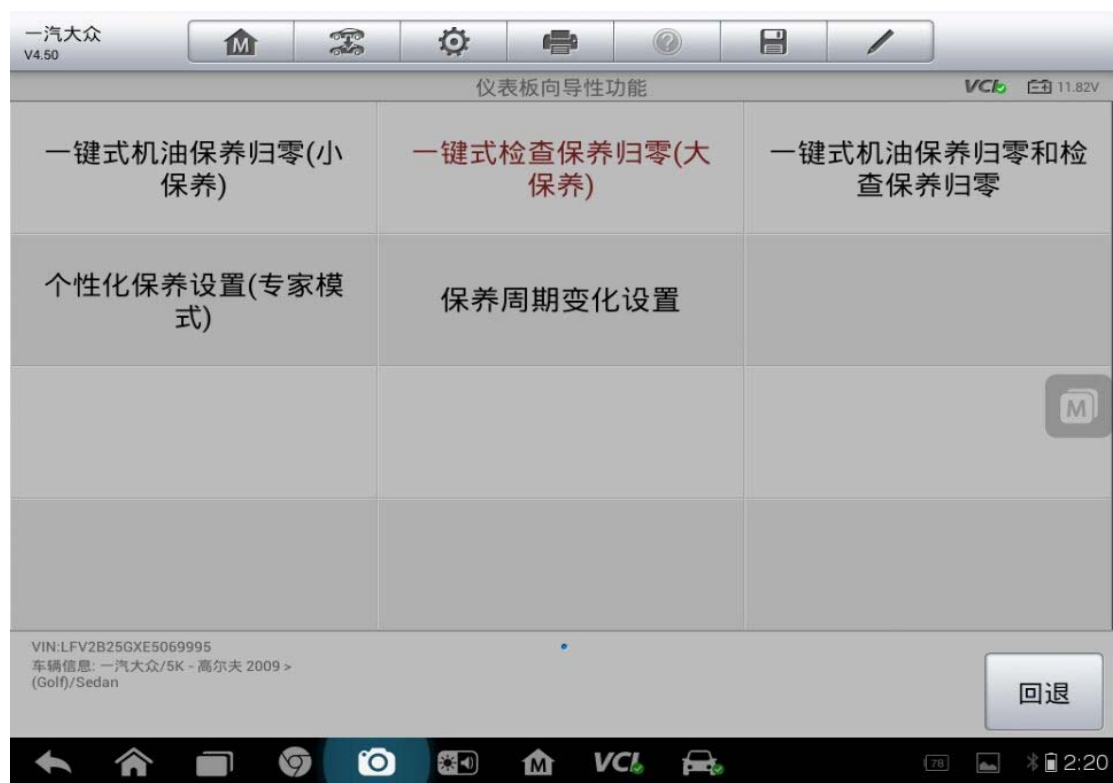 一汽大众
V4.50
仪表板向导性功能
VCI
11.82V
一键式机油保养归零(小
保养)
一键式检查保养归零(大
保养)
一键式机油保养归零和检
查保养归零
个性化保养设置(专家模
式)
保养周期变化设置
M
VIN:LFV2B25GXE5069995
车辆信息: 一汽大众/5K - 高尔夫 2009 >
(Golf)/Sedan
回退
M
VCI
78
2:20